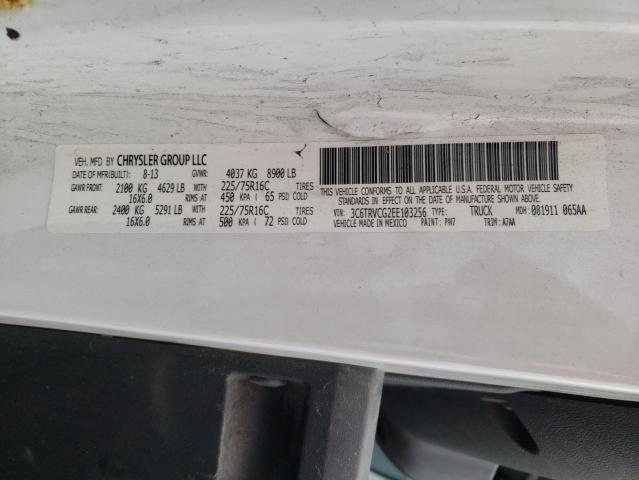 VEH. MFD BY CHRYSLER GROUP LLC
DATE OF MFR(BUILT): 8-13 GVWR: 4037 KG 8900 LB
GAWR FRONT: 2100 KG 4629 LB WITH 225/75R16C TIRES
16X6.0 RIMS AT 450 KPA ( 65 PSI) COLD
GAWR REAR: 2400 KG 5291 LB WITH 225/75R16C TIRES
16X6.0 RIMS AT 500 KPA ( 72 PSI) COLD
THIS VEHICLE CONFORMS TO ALL APPLICABLE U.S.A. FEDERAL MOTOR VEHICLE SAFETY
STANDARDS IN EFFECT ON THE DATE OF MANUFACTURE SHOWN ABOVE.
VIN: 3C6TRVCG2EE103256 TYPE: TRUCK MDH: 081911 065AA
VEHICLE MADE IN MEXICO PAINT: PW7 TRIM: A7AA